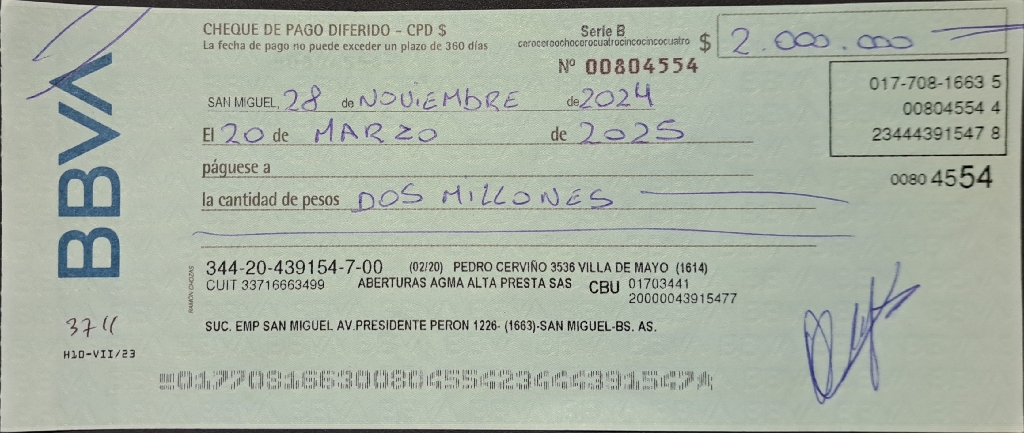 BBVA
CHEQUE DE PAGO DIFERIDO - CPD $
La fecha de pago no puede exceder un plazo de 360 días
Serie B
ceroceroochocerocuatrocincocincocuatro
$ 2.000.000
Nº 00804554
017-708-1663 5
00804554 4
23444391547 8
0080 4554
SAN MIGUEL, 28 de NOVIEMBRE de 2024
El 20 de MARZO de 2025
páguese a
la cantidad de pesos DOS MILLONES
344-20-439154-7-00 (02/20) PEDRO CERVIÑO 3536 VILLA DE MAYO (1614)
CUIT 33716663499 ABERTURAS AGMA ALTA PRESTA SAS CBU 01703441
20000043915477
RAMÓN CHOZAS
SUC. EMP SAN MIGUEL AV.PRESIDENTE PERON 1226- (1663)-SAN MIGUEL-BS. AS.
H10-VII/23